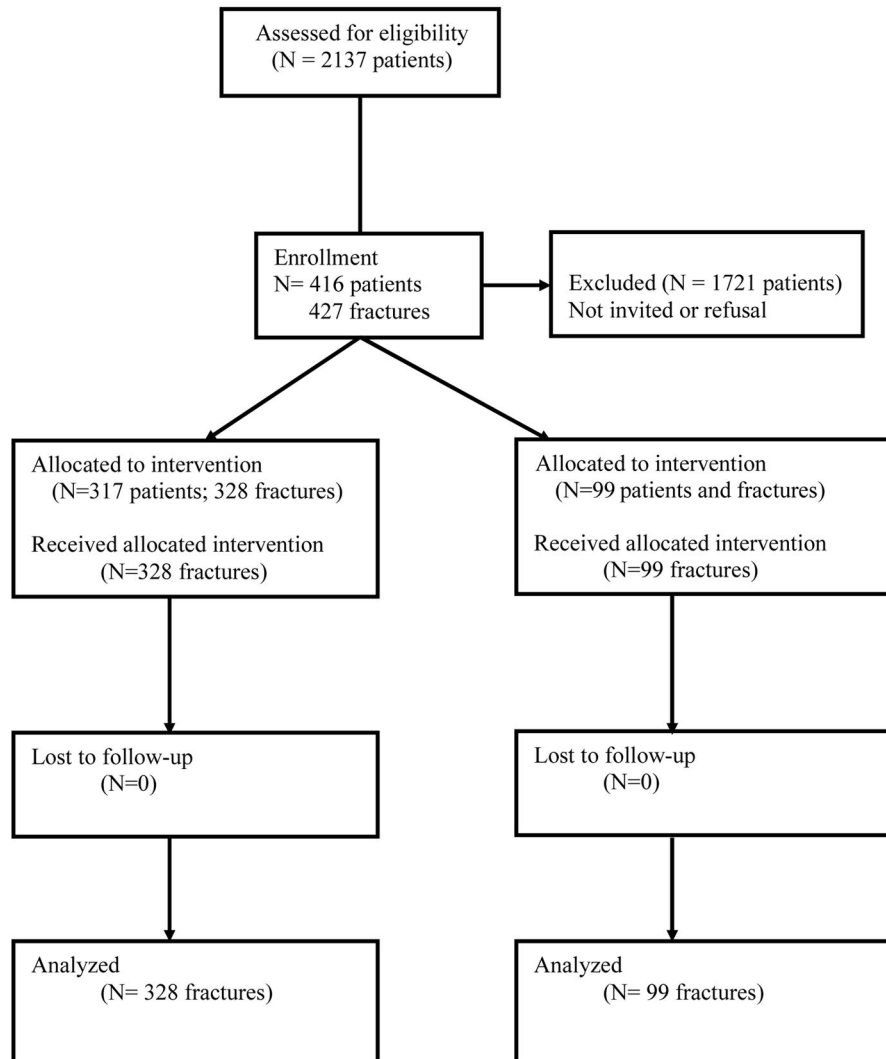 Assessed for eligibility
(N = 2137 patients)
Enrollment
N= 416 patients
427 fractures
Excluded (N = 1721 patients)
Not invited or refusal
Allocated to intervention
(N=317 patients; 328 fractures)
Received allocated intervention
(N=328 fractures)
Allocated to intervention
(N=99 patients and fractures)
Received allocated intervention
(N=99 fractures)
Lost to follow-up
(N=0)
Lost to follow-up
(N=0)
Analyzed
(N= 328 fractures)
Analyzed
(N= 99 fractures)